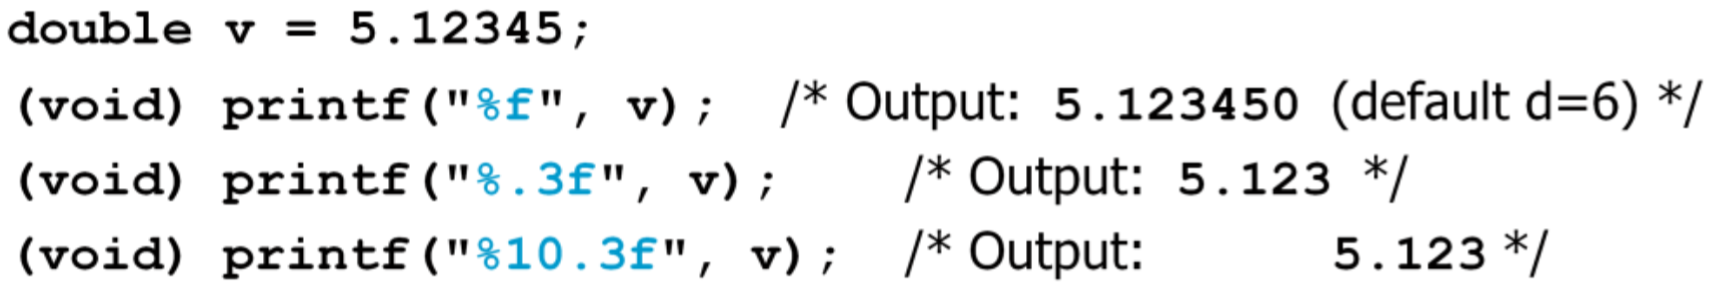 double v = 5.12345;
(void) printf("%f", v); /* Output: 5.123450 (default d=6) */
(void) printf("%.3f", v); /* Output: 5.123 */
(void) printf("%10.3f", v); /* Output:      5.123 */